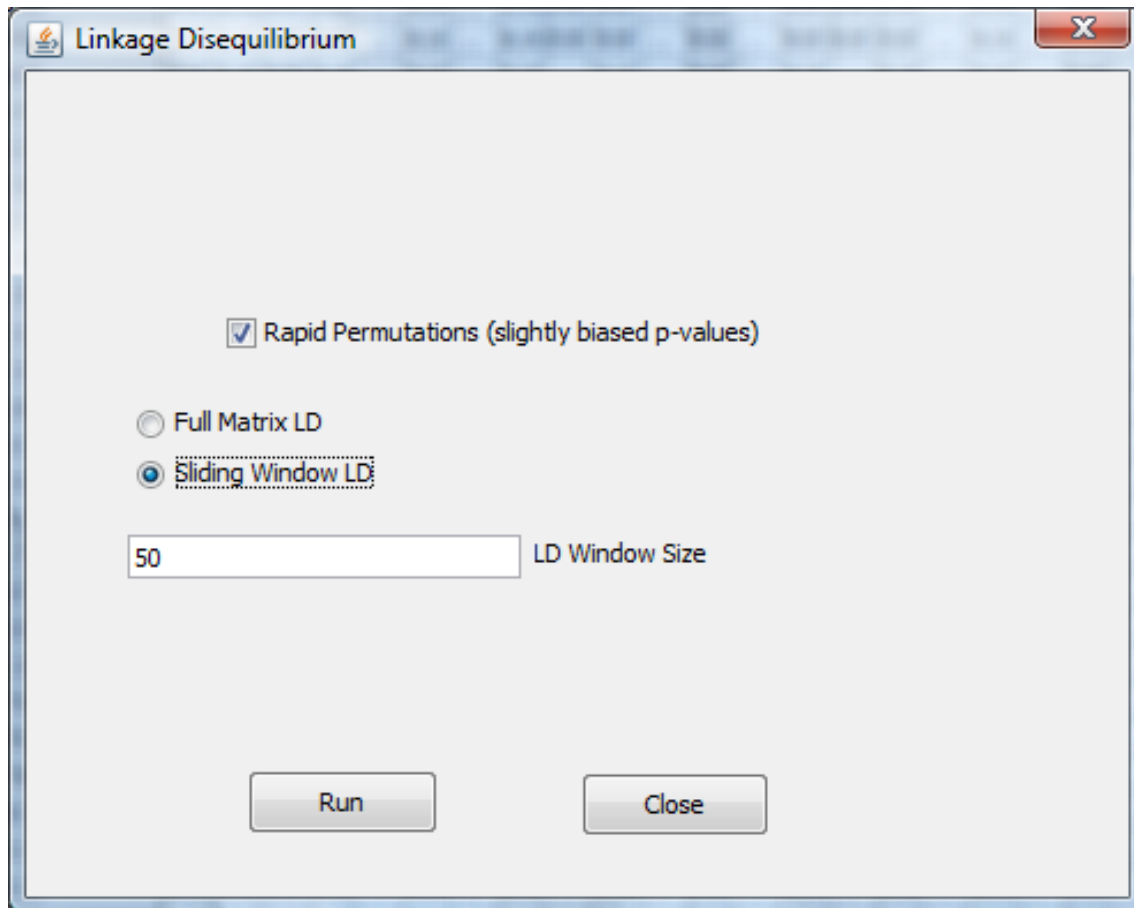 Linkage Disequilibrium
Rapid Permutations (slightly biased p-values)
Full Matrix LD
Sliding Window LD
50 LD Window Size
Run Close